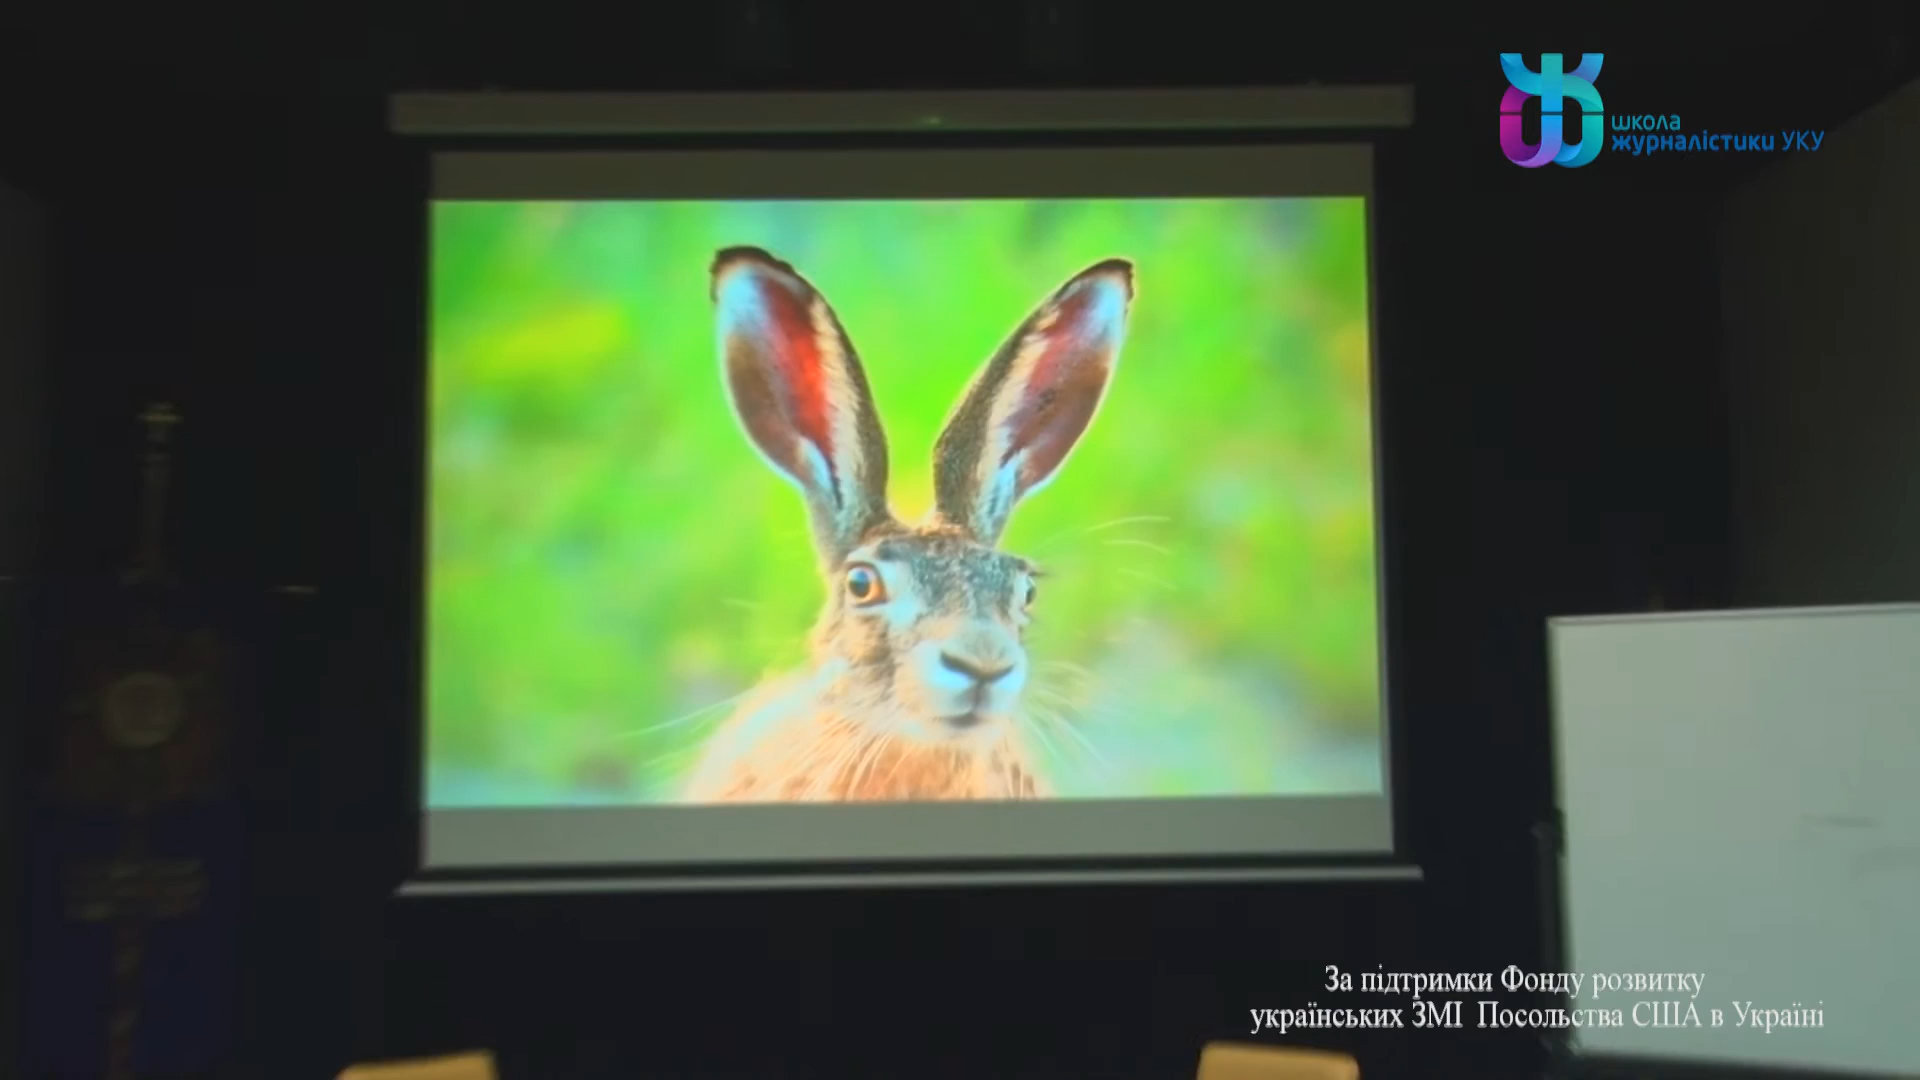 школа
журналістики УКУ
За підтримки Фонду розвитку
українських ЗМІ Посольства США в Україні